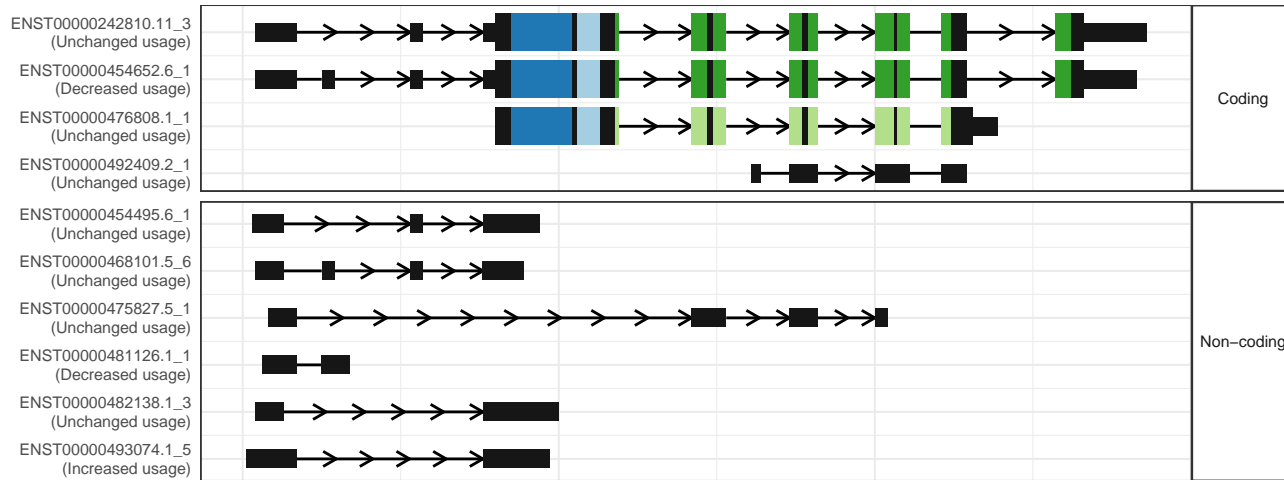 ENST00000242810.11_3
(Unchanged usage)
ENST00000454652.6_1
(Decreased usage)
ENST00000476808.1_1
(Unchanged usage)
ENST00000492409.2_1
(Unchanged usage)
Coding
ENST00000454495.6_1
(Unchanged usage)
ENST00000468101.5_6
(Unchanged usage)
ENST00000475827.5_1
(Unchanged usage)
ENST00000481126.1_1
(Decreased usage)
ENST00000482138.1_3
(Unchanged usage)
ENST00000493074.1_5
(Increased usage)
Non−coding